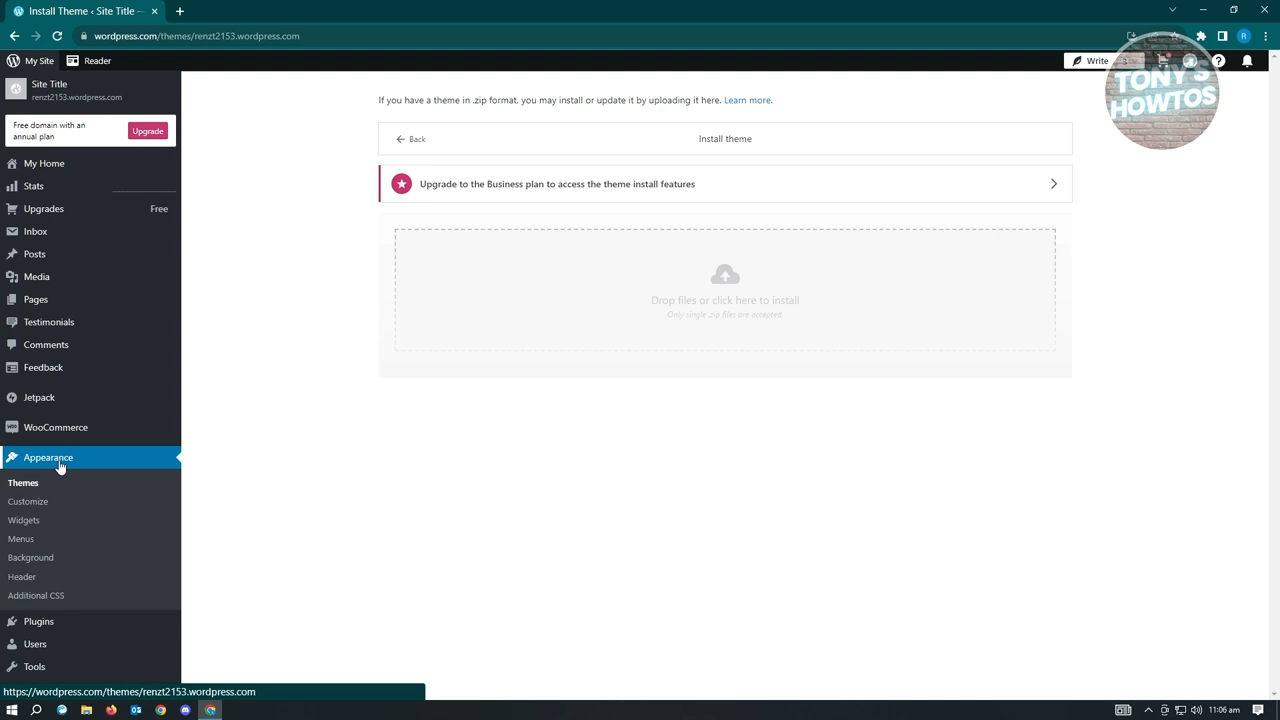 Install Theme ‹ Site Title —
wordpress.com/themes/renzt2153.wordpress.com
R
My Site
Reader
Write
TONY'S
HOWTOS
Site Title
renzt2153.wordpress.com
Free domain with an
annual plan
Upgrade
My Home
Stats
Upgrades
Free
Inbox
Posts
Media
Pages
Testimonials
Comments
Feedback
Jetpack
WooCommerce
Appearance
Themes
Customize
Widgets
Menus
Background
Header
Additional CSS
Plugins
Users
Tools
If you have a theme in .zip format, you may install or update it by uploading it here. Learn more.
Back
Install theme
Upgrade to the Business plan to access the theme install features
Drop files or click here to install
Only single .zip files are accepted.
https://wordpress.com/themes/renzt2153.wordpress.com
11:06 am